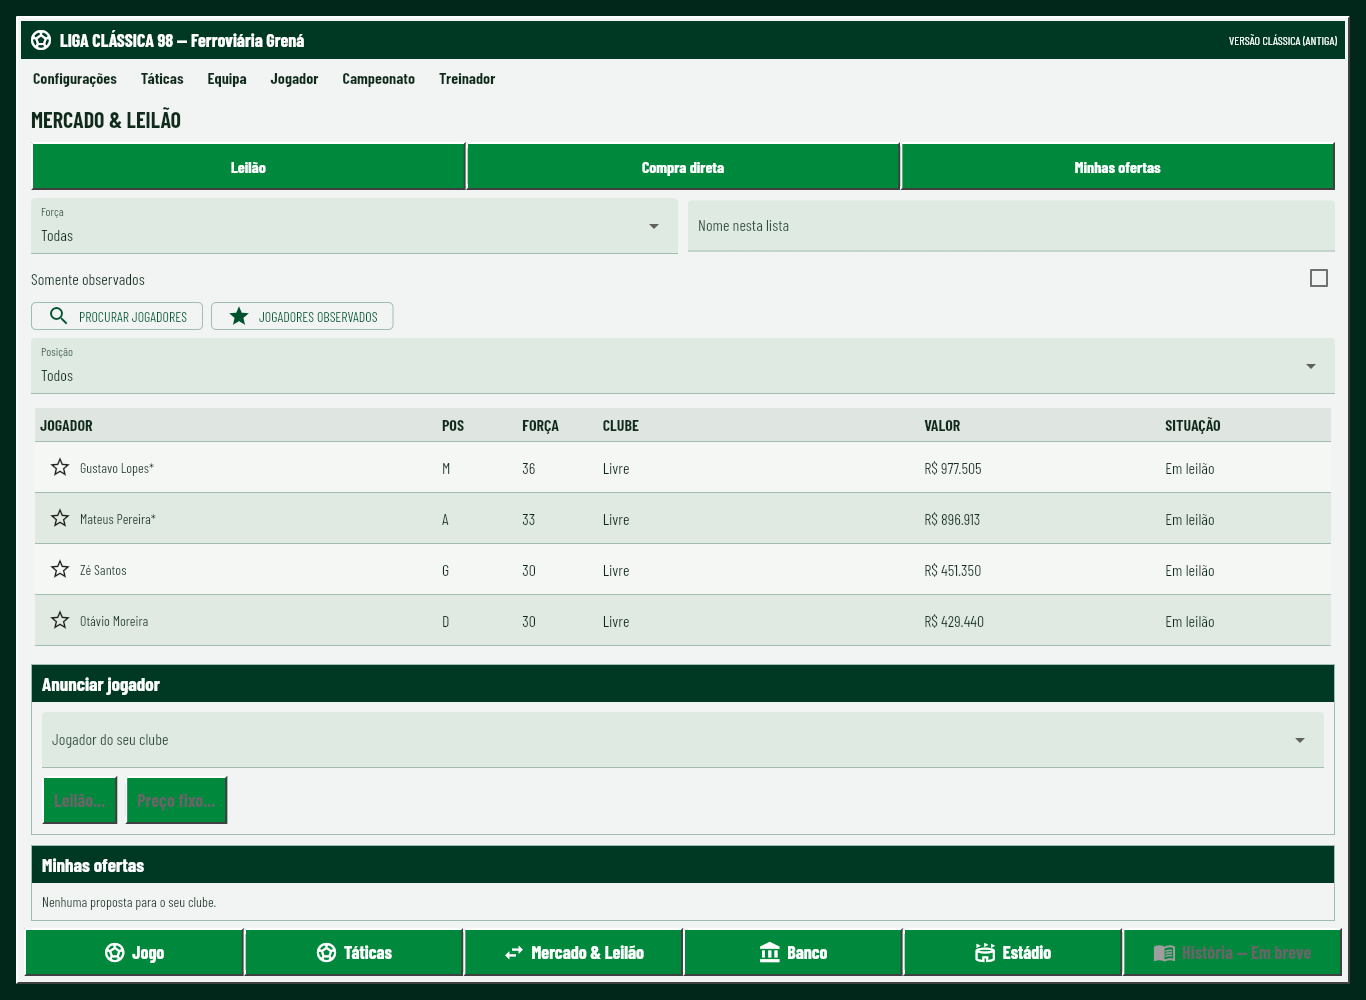 LIGA CLÁSSICA 98 — Ferroviária Grená
VERSÃO CLÁSSICA (ANTIGA)
Configurações Táticas Equipa Jogador Campeonato Treinador
MERCADO & LEILÃO
Leilão Compra direta Minhas ofertas
Força
Todas
Nome nesta lista
Somente observados
PROCURAR JOGADORES JOGADORES OBSERVADOS
Posição
Todos
JOGADOR POS FORÇA CLUBE VALOR SITUAÇÃO
Gustavo Lopes* M 36 Livre R$ 977.505 Em leilão
Mateus Pereira* A 33 Livre R$ 896.913 Em leilão
Zé Santos G 30 Livre R$ 451.350 Em leilão
Otávio Moreira D 30 Livre R$ 429.440 Em leilão
Anunciar jogador
Jogador do seu clube
Leilão... Preço fixo...
Minhas ofertas
Nenhuma proposta para o seu clube.
Jogo Táticas Mercado & Leilão Banco Estádio História — Em breve